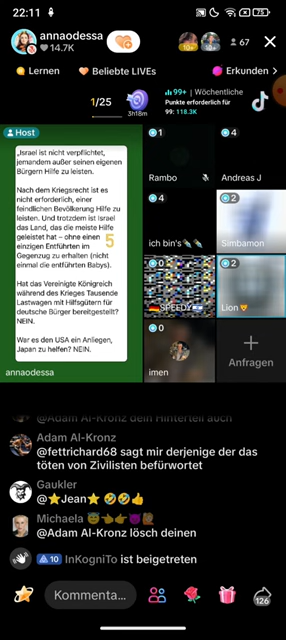 22:11
75
annaodessa
14.7K
10+
10+
67
Lernen
Beliebte LIVEs
Erkunden
1/25
3h18m
99+ | Wöchentliche
Punkte erforderlich für
99: 118.3K
Host
„Israel ist nicht verpflichtet,
jemandem außer seinen eigenen
Bürgern Hilfe zu leisten.
Nach dem Kriegsrecht ist es
nicht erforderlich, einer
feindlichen Bevölkerung Hilfe zu
leisten. Und trotzdem ist Israel
das Land, das die meiste Hilfe
geleistet hat – ohne einen
einzigen Entführten im
Gegenzug zu erhalten (nicht
einmal die entführten Babys).
5
Hat das Vereinigte Königreich
während des Krieges Tausende
Lastwagen mit Hilfsgütern für
deutsche Bürger bereitgestellt?
NEIN.
War es den USA ein Anliegen,
Japan zu helfen? NEIN.
annaodessa
1
Rambo
4
Andreas J
4
ich bin's
2
Simbamon
0
SPEEDY
2
Lion
0
imen
Anfragen
@Adam Al-Kronz dein Hinterteil auch
Adam Al-Kronz
@fettrichard68 sagt mir derjenige der das
töten von Zivilisten befürwortet
Gaukler
@⭐Jean⭐ 🤣🤣👍
Michaela 😇👈👉😈
@Adam Al-Kronz lösch deinen
10 InKogniTo ist beigetreten
Kommenta...
126